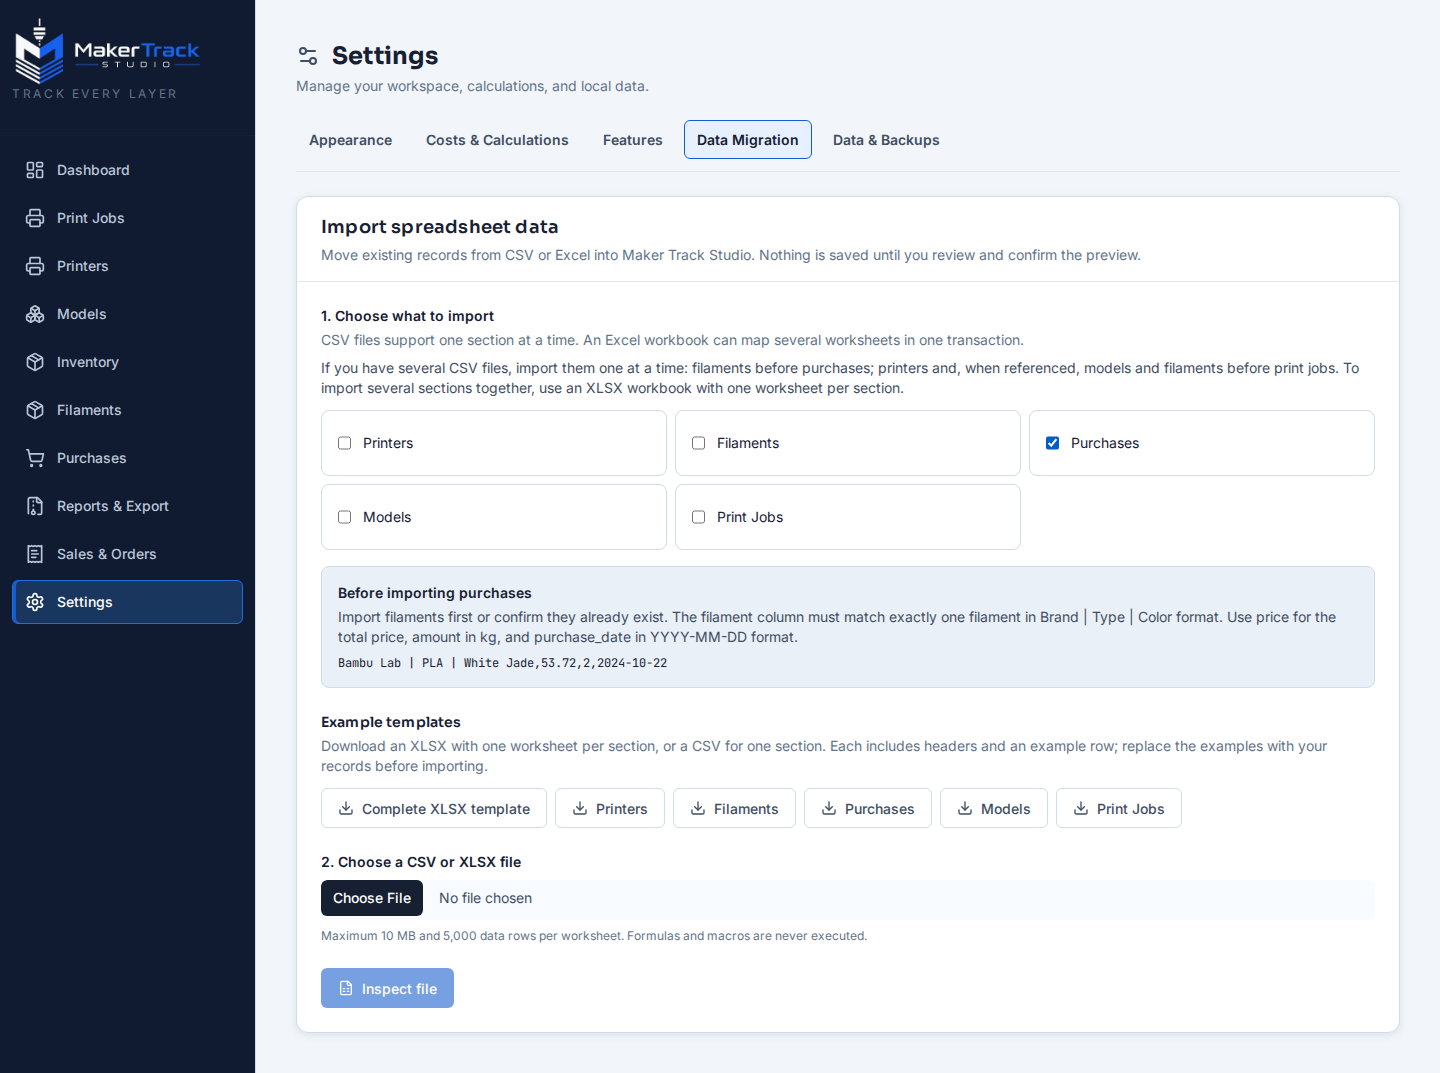 MakerTrack
STUDIO
TRACK EVERY LAYER
Dashboard
Print Jobs
Printers
Models
Inventory
Filaments
Purchases
Reports & Export
Sales & Orders
Settings
Settings
Manage your workspace, calculations, and local data.
Appearance
Costs & Calculations
Features
Data Migration
Data & Backups
Import spreadsheet data
Move existing records from CSV or Excel into Maker Track Studio. Nothing is saved until you review and confirm the preview.
1. Choose what to import
CSV files support one section at a time. An Excel workbook can map several worksheets in one transaction.
If you have several CSV files, import them one at a time: filaments before purchases; printers and, when referenced, models and filaments before print jobs. To
import several sections together, use an XLSX workbook with one worksheet per section.
Printers
Filaments
Purchases
Models
Print Jobs
Before importing purchases
Import filaments first or confirm they already exist. The filament column must match exactly one filament in Brand | Type | Color format. Use price for the
total price, amount in kg, and purchase_date in YYYY-MM-DD format.
Bambu Lab | PLA | White Jade,53.72,2,2024-10-22
Example templates
Download an XLSX with one worksheet per section, or a CSV for one section. Each includes headers and an example row; replace the examples with your
records before importing.
Complete XLSX template
Printers
Filaments
Purchases
Models
Print Jobs
2. Choose a CSV or XLSX file
Choose File
No file chosen
Maximum 10 MB and 5,000 data rows per worksheet. Formulas and macros are never executed.
Inspect file